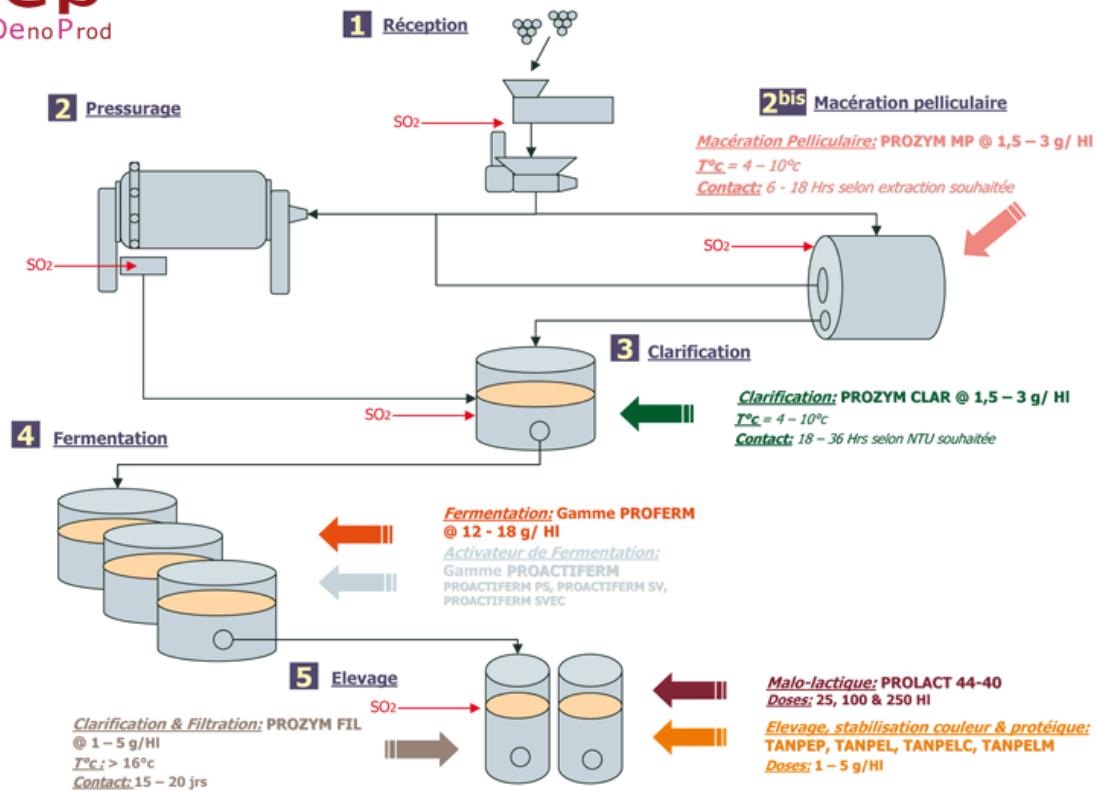 ep
OenoProd
1 Réception
2 Pressurage
2bis Macération pelliculaire
SO2
Macération Pelliculaire: PROZYM MP @ 1,5 – 3 g/ Hl
T°c = 4 – 10°c
Contact: 6 - 18 Hrs selon extraction souhaitée
SO2
SO2
3 Clarification
Clarification: PROZYM CLAR @ 1,5 – 3 g/ Hl
T°c = 4 – 10°c
Contact: 18 – 36 Hrs selon NTU souhaitée
SO2
4 Fermentation
Fermentation: Gamme PROFERM
@ 12 - 18 g/ Hl
Activateur de Fermentation:
Gamme PROACTIFERM
PROACTIFERM PS, PROACTIFERM SV,
PROACTIFERM SVEC
5 Elevage
SO2
Clarification & Filtration: PROZYM FIL
@ 1 – 5 g/Hl
T°c : > 16°c
Contact: 15 – 20 jrs
Malo-lactique: PROLACT 44-40
Doses: 25, 100 & 250 Hl
Elevage, stabilisation couleur & protéique:
TANPEP, TANPEL, TANPELC, TANPELM
Doses: 1 – 5 g/Hl